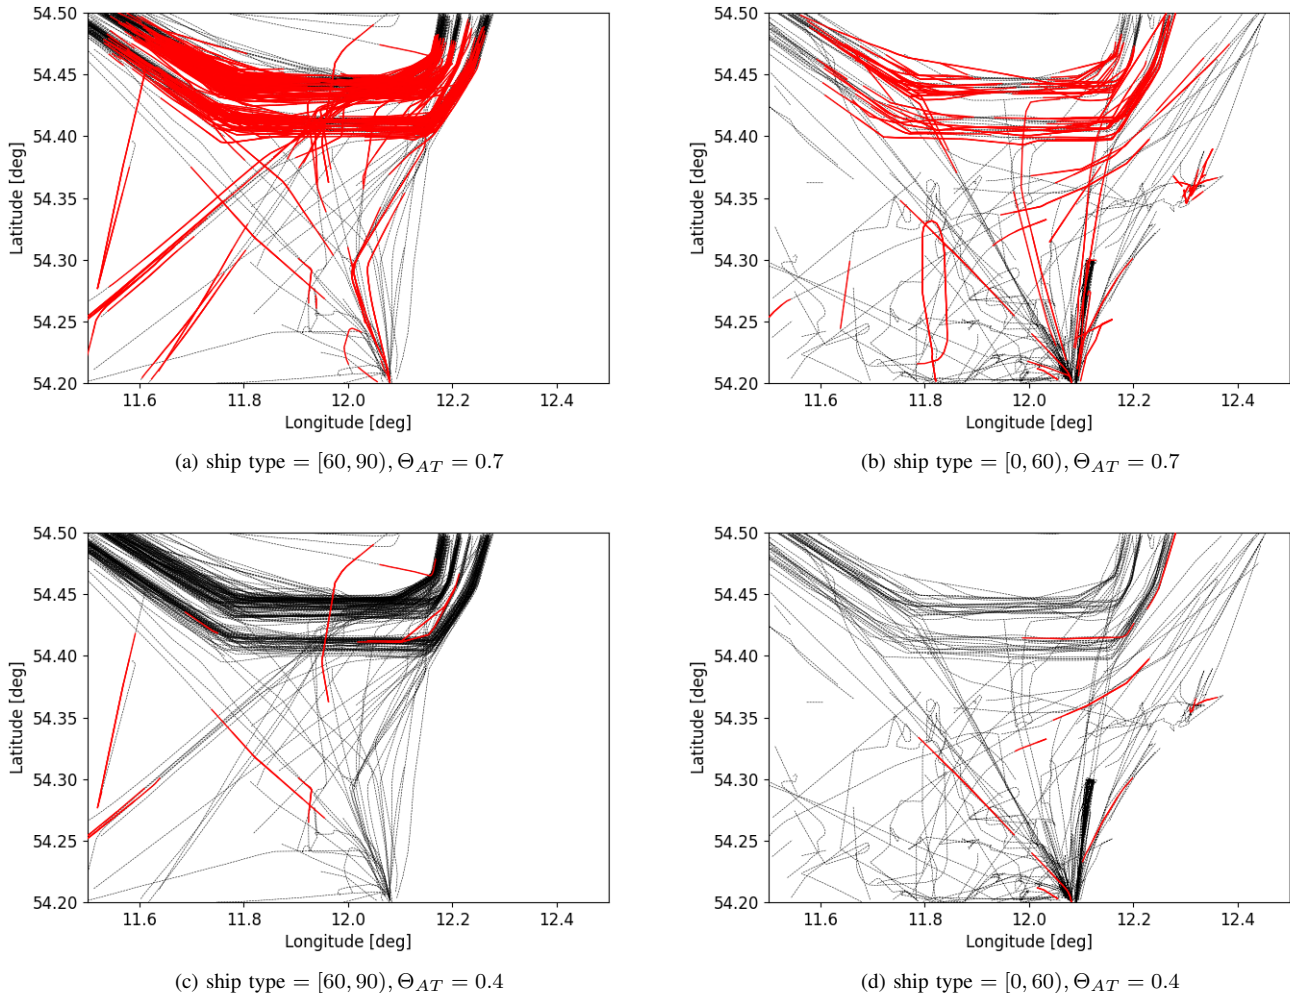 54.50
54.45
54.40
54.35
54.30
54.25
54.20
Latitude [deg]
11.6 11.8 12.0 12.2 12.4
Longitude [deg]
(a) ship type = [60, 90), Θ_AT = 0.7
54.50
54.45
54.40
54.35
54.30
54.25
54.20
Latitude [deg]
11.6 11.8 12.0 12.2 12.4
Longitude [deg]
(b) ship type = [0, 60), Θ_AT = 0.7
54.50
54.45
54.40
54.35
54.30
54.25
54.20
Latitude [deg]
11.6 11.8 12.0 12.2 12.4
Longitude [deg]
(c) ship type = [60, 90), Θ_AT = 0.4
54.50
54.45
54.40
54.35
54.30
54.25
54.20
Latitude [deg]
11.6 11.8 12.0 12.2 12.4
Longitude [deg]
(d) ship type = [0, 60), Θ_AT = 0.4